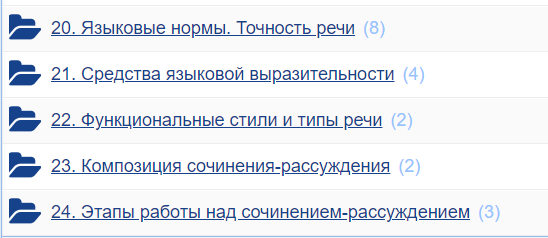 20. Языковые нормы. Точность речи (8)
21. Средства языковой выразительности (4)
22. Функциональные стили и типы речи (2)
23. Композиция сочинения-рассуждения (2)
24. Этапы работы над сочинением-рассуждением (3)